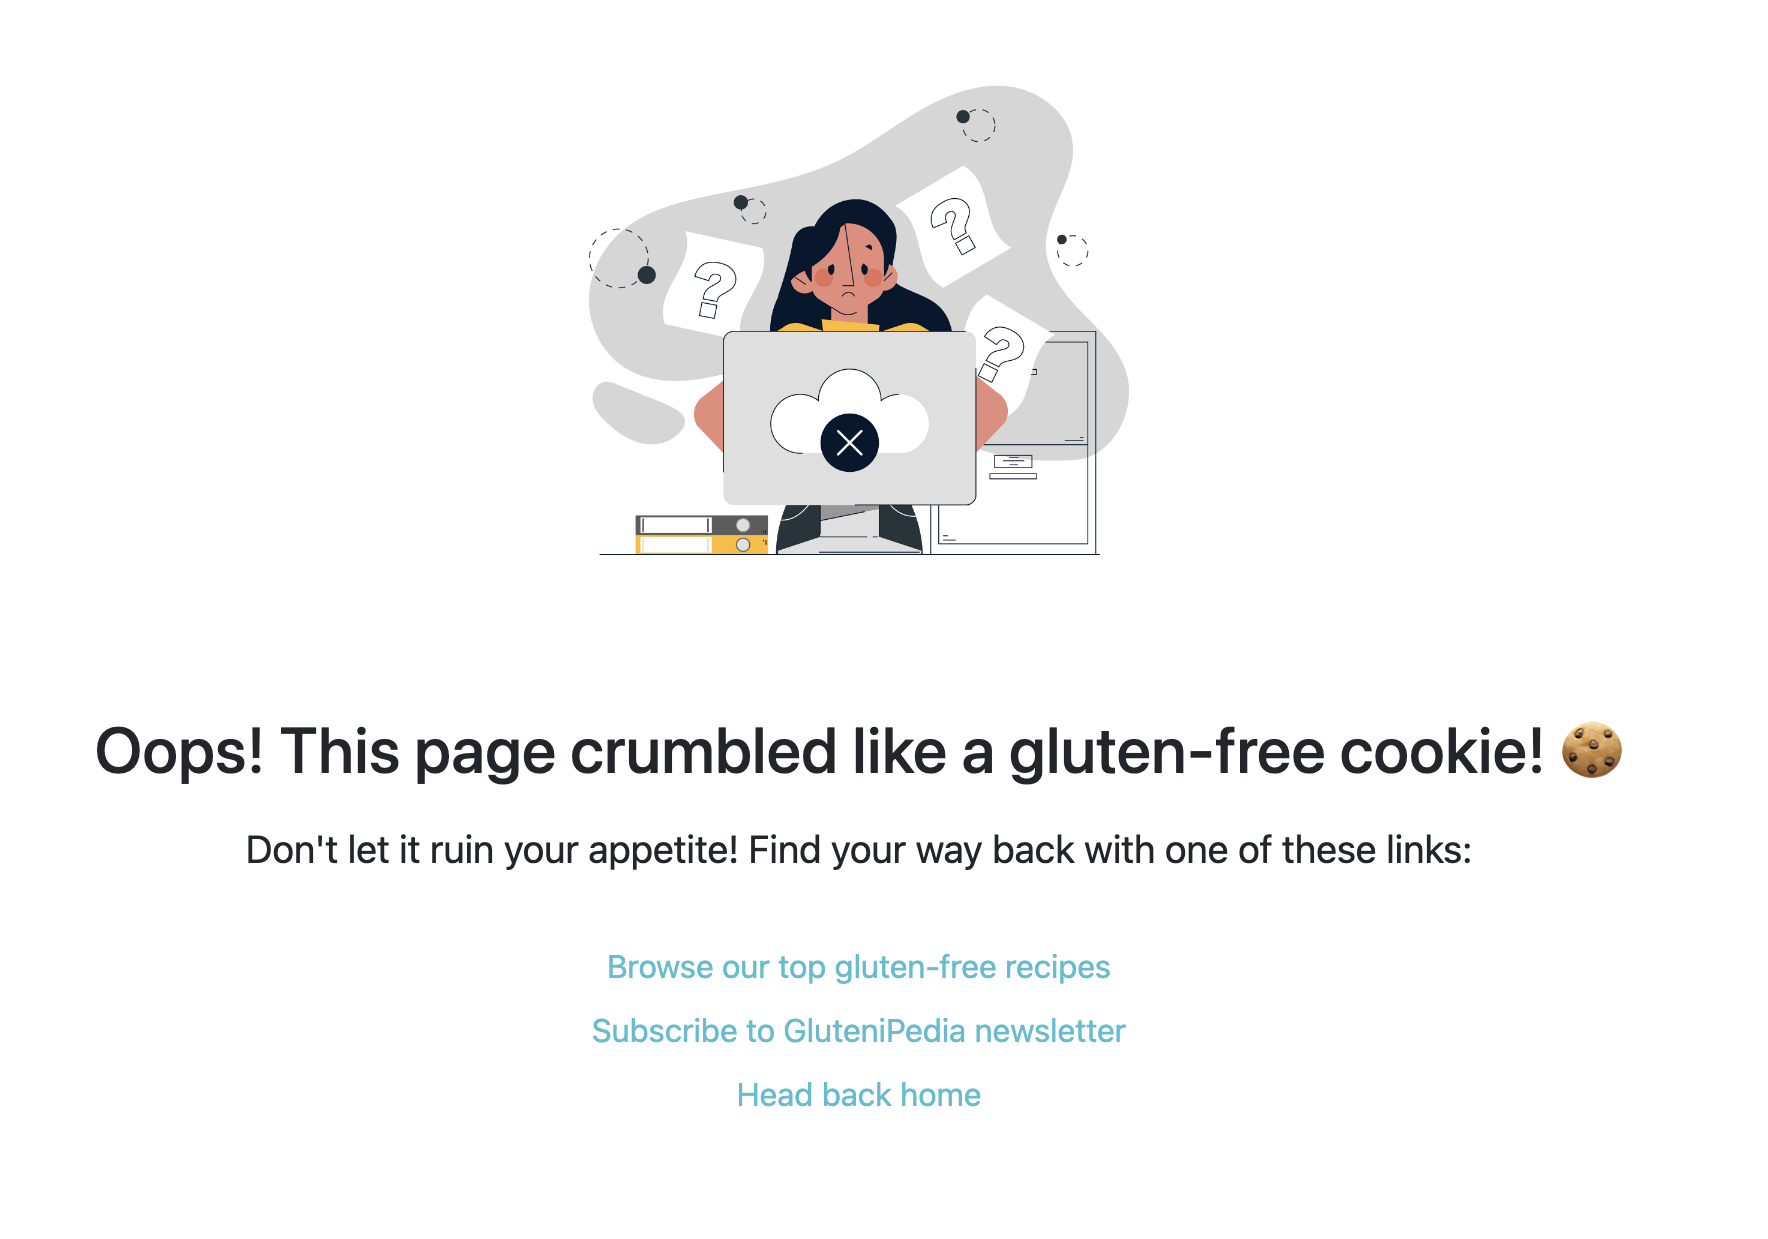 ?
?
?
Oops! This page crumbled like a gluten-free cookie! 🍪
Don't let it ruin your appetite! Find your way back with one of these links:
Browse our top gluten-free recipes
Subscribe to GluteniPedia newsletter
Head back home